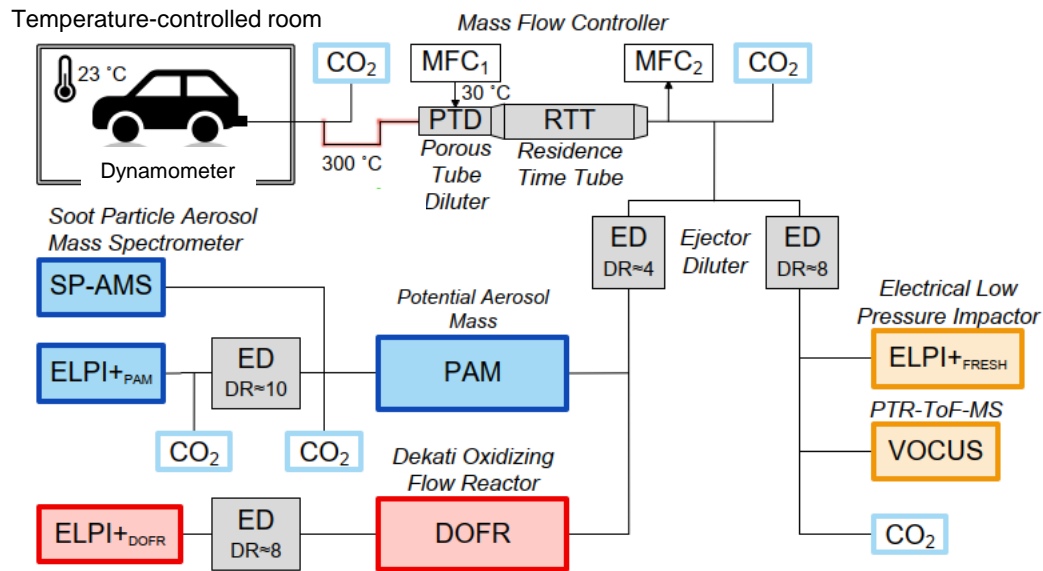 Temperature-controlled room
Mass Flow Controller
23 ˚C
CO₂
MFC₁
MFC₂
CO₂
30 ˚C
PTD
RTT
Dynamometer
300 ˚C
Porous
Tube
Diluter
Residence
Time Tube
Soot Particle Aerosol
Mass Spectrometer
ED
DR≈4
Ejector
Diluter
ED
DR≈8
SP-AMS
Potential Aerosol
Mass
Electrical Low
Pressure Impactor
ELPI+PAM
ED
DR≈10
PAM
ELPI+FRESH
PTR-ToF-MS
CO₂
CO₂
VOCUS
Dekati Oxidizing
Flow Reactor
ELPI+DOFR
ED
DR≈8
DOFR
CO₂